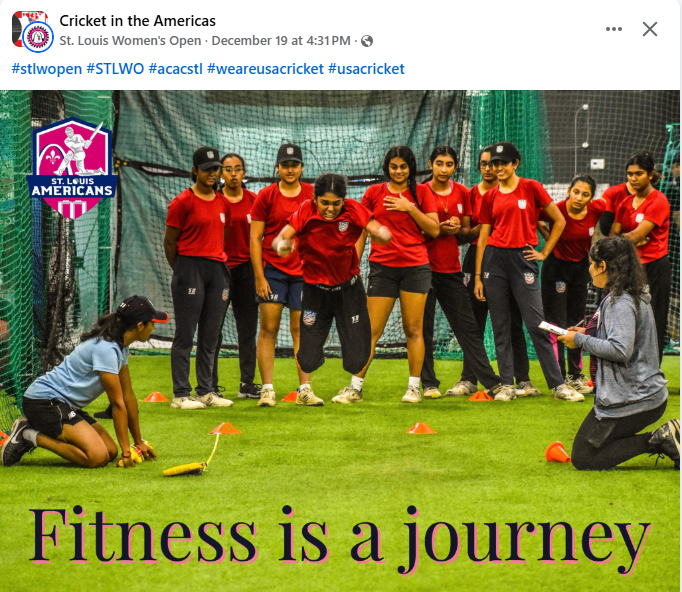 Cricket in the Americas
St. Louis Women's Open · December 19 at 4:31 PM ·
#stlwopen #STLWO #acacstl #weareusacricket #usacricket
ST. LOUIS
AMERICANS
Fitness is a journey